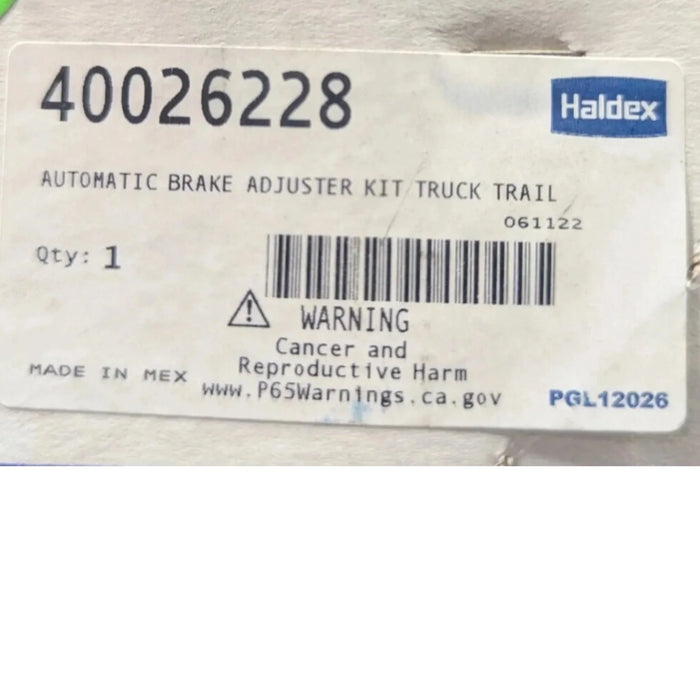 40026228
Haldex
AUTOMATIC BRAKE ADJUSTER KIT TRUCK TRAIL
061122
Qty: 1
WARNING
Cancer and
Reproductive Harm
MADE IN MEX
www.P65Warnings.ca.gov
PGL12026